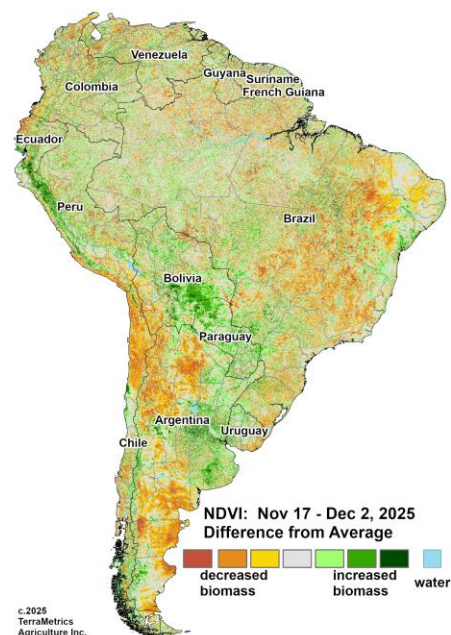 Venezuela
Guyana
Suriname
French Guiana
Colombia
Ecuador
Peru
Brazil
Bolivia
Paraguay
Argentina
Uruguay
Chile
NDVI: Nov 17 - Dec 2, 2025
Difference from Average
decreased
biomass
increased
biomass
water
c.2025
TerraMetrics
Agriculture Inc.